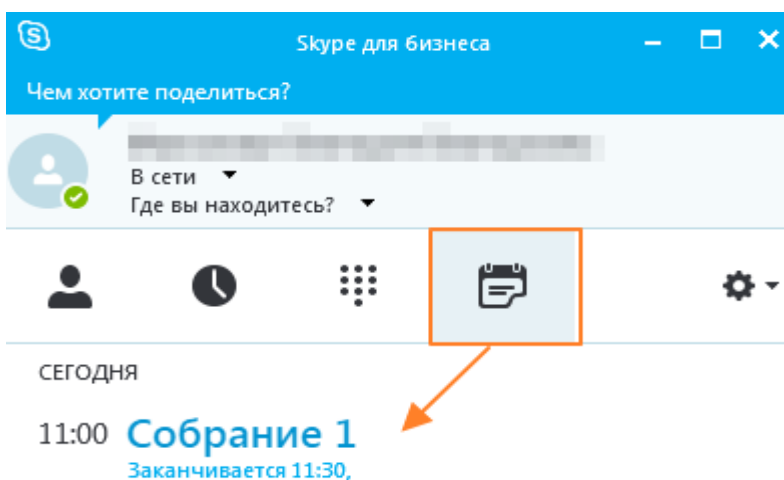 Skype для бизнеса
Чем хотите поделиться?
В сети
Где вы находитесь?
СЕГОДНЯ
11:00 Собрание 1
Заканчивается 11:30,